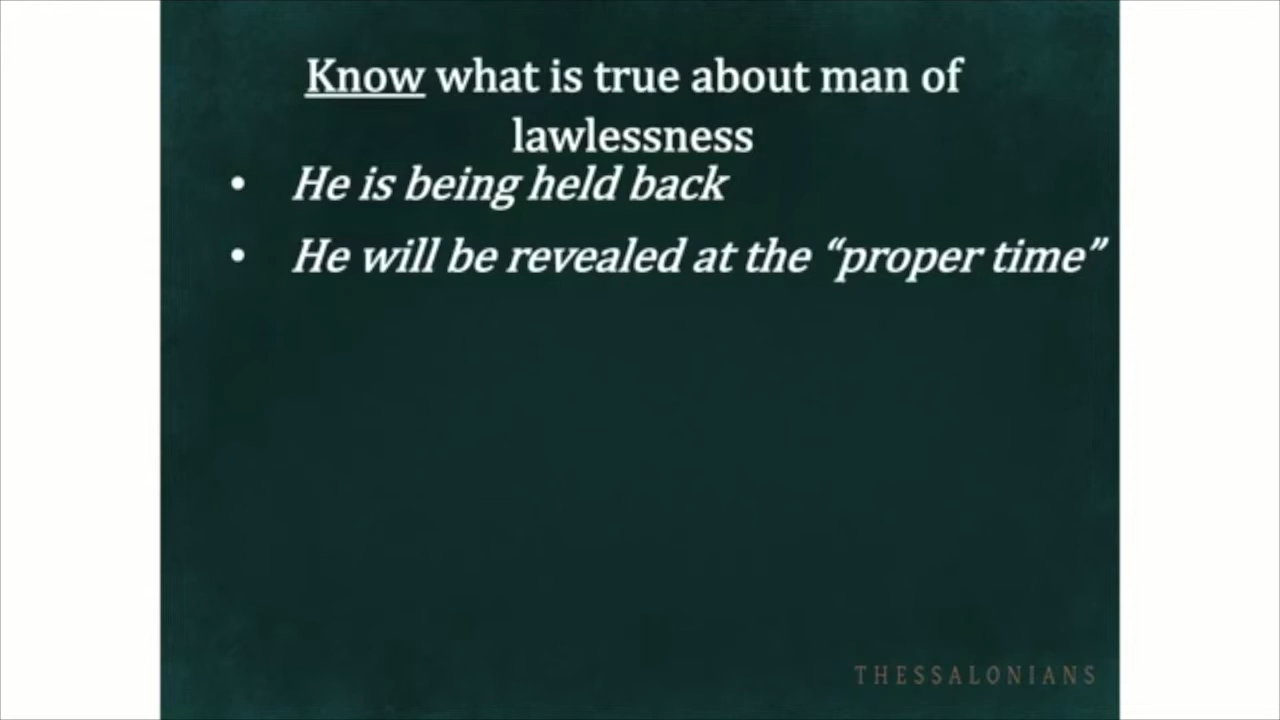 Know what is true about man of
lawlessness
• He is being held back
• He will be revealed at the “proper time”
THESSALONIANS